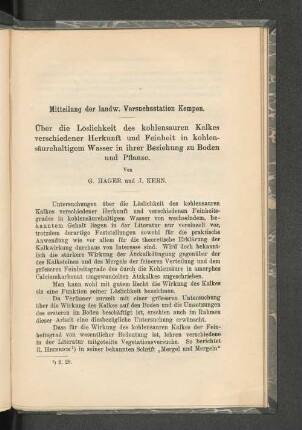 Mitteilung der landw. Versuchsstation Kempen.
Über die Löslichkeit des kohlensauren Kalkes
verschiedener Herkunft und Feinheit in kohlen-
säurehaltigem Wasser in ihrer Beziehung zu Boden
und Pflanze.
Von
G. HAGER und J. KERN.
Untersuchungen über die Löslichkeit des kohlensauren
Kalkes verschiedener Herkunft und verschiedenen Feinheits-
grades in kohlensäurehaltigem Wasser von wechselndem, be-
kanntem Gehalt liegen in der Literatur nur vereinzelt vor,
trotzdem derartige Feststellungen sowohl für die praktische
Anwendung wie vor allem für die theoretische Erklärung der
Kalkwirkung durchaus von Interesse sind. Wird doch bekannt-
lich die stärkere Wirkung der Ätzkalkdüngung gegenüber der
des Kalksteines und des Mergels der feineren Verteilung und dem
grösseren Feinheitsgrade des durch die Kohlensäure in amorphes
Calciumkarbonat umgewandelten Ätzkalkes zugeschrieben.
Man kann wohl mit gutem Recht die Wirkung des Kalkes
als eine Funktion seiner Löslichkeit bezeichnen.
Da Verfasser zurzeit mit einer grösseren Untersuchung
über die Wirkung des Kalkes auf den Boden und die Umsetzungen
des ersteren im Boden beschäftigt ist, erschien auch im Rahmen
dieser Arbeit eine diesbezügliche Untersuchung erwünscht.
Dass für die Wirkung des kohlensauren Kalkes der Fein-
heitsgrad von wesentlicher Bedeutung ist, lehren verschiedene in
der Literatur mitgeteilte Vegetationsversuche. So berichtet
R. HEINRICH¹) in seiner bekannten Schrift „Mergel und Mergeln“
¹) S. 29.